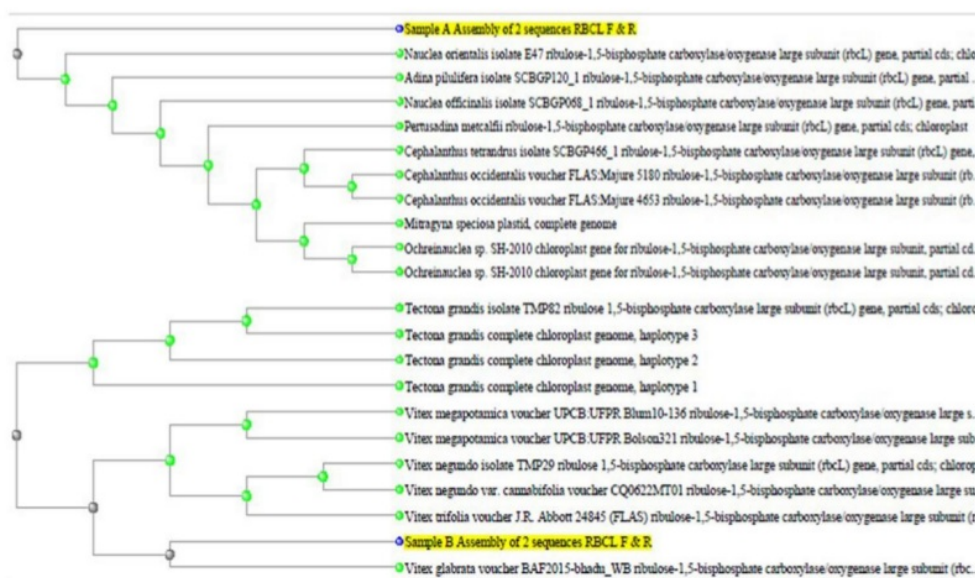 Sample A Assembly of 2 sequences RBCL F & R
Nauclea orientalis isolate E47 ribulose-1,5-bisphosphate carboxylase/oxygenase large subunit (rbcL) gene, partial cds; chlo
Adina pilulifera isolate SCBGP120_1 ribulose-1,5-bisphosphate carboxylase/oxygenase large subunit (rbcL) gene, partial ...
Nauclea officinalis isolate SCBGP068_1 ribulose-1,5-bisphosphate carboxylase/oxygenase large subunit (rbcL) gene, parti
Pertusadina metcalfii ribulose-1,5-bisphosphate carboxylase/oxygenase large subunit (rbcL) gene, partial cds; chloroplast
Cephalanthus tetrandrus isolate SCBGP466_1 ribulose-1,5-bisphosphate carboxylase/oxygenase large subunit (rbcL) gene,
Cephalanthus occidentalis voucher FLAS:Majure 5180 ribulose-1,5-bisphosphate carboxylase/oxygenase large subunit (rb.
Cephalanthus occidentalis voucher FLAS:Majure 4653 ribulose-1,5-bisphosphate carboxylase/oxygenase large subunit (rb.
Mitragyna speciosa plastid, complete genome
Ochreinauclea sp. SH-2010 chloroplast gene for ribulose-1,5-bisphosphate carboxylase/oxygenase large subunit, partial cd.
Ochreinauclea sp. SH-2010 chloroplast gene for ribulose-1,5-bisphosphate carboxylase/oxygenase large subunit, partial cd.
Tectona grandis isolate TMP82 ribulose 1,5-bisphosphate carboxylase large subunit (rbcL) gene, partial cds; chloro
Tectona grandis complete chloroplast genome, haplotype 3
Tectona grandis complete chloroplast genome, haplotype 2
Tectona grandis complete chloroplast genome, haplotype 1
Vitex megapotamica voucher UPCB:UFPR Blum10-136 ribulose-1,5-bisphosphate carboxylase/oxygenase large s...
Vitex megapotamica voucher UPCB:UFPR Bolson321 ribulose-1,5-bisphosphate carboxylase/oxygenase large sub
Vitex negundo isolate TMP29 ribulose 1,5-bisphosphate carboxylase large subunit (rbcL) gene, partial cds; chlorop
Vitex negundo var. cannabifolia voucher CQ0622MT01 ribulose-1,5-bisphosphate carboxylase/oxygenase large su
Vitex trifolia voucher J.R. Abbott 24845 (FLAS) ribulose-1,5-bisphosphate carboxylase/oxygenase large subunit (r
Sample B Assembly of 2 sequences RBCL F & R
Vitex glabrata voucher BAF2015-bhadu_WB ribulose-1,5-bisphosphate carboxylase/oxygenase large subunit (rbc...